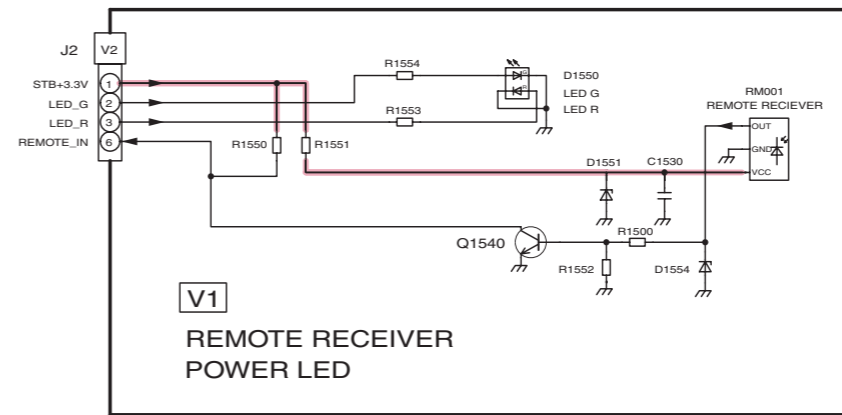 J2
V2
STB+3.3V
1
LED_G
2
LED_R
3
REMOTE_IN
6
R1554
R1553
G
R
D1550
LED G
LED R
RM001
REMOTE RECIEVER
OUT
GND
VCC
R1550
R1551
D1551
C1530
Q1540
R1500
R1552
D1554
V1
REMOTE RECEIVER
POWER LED